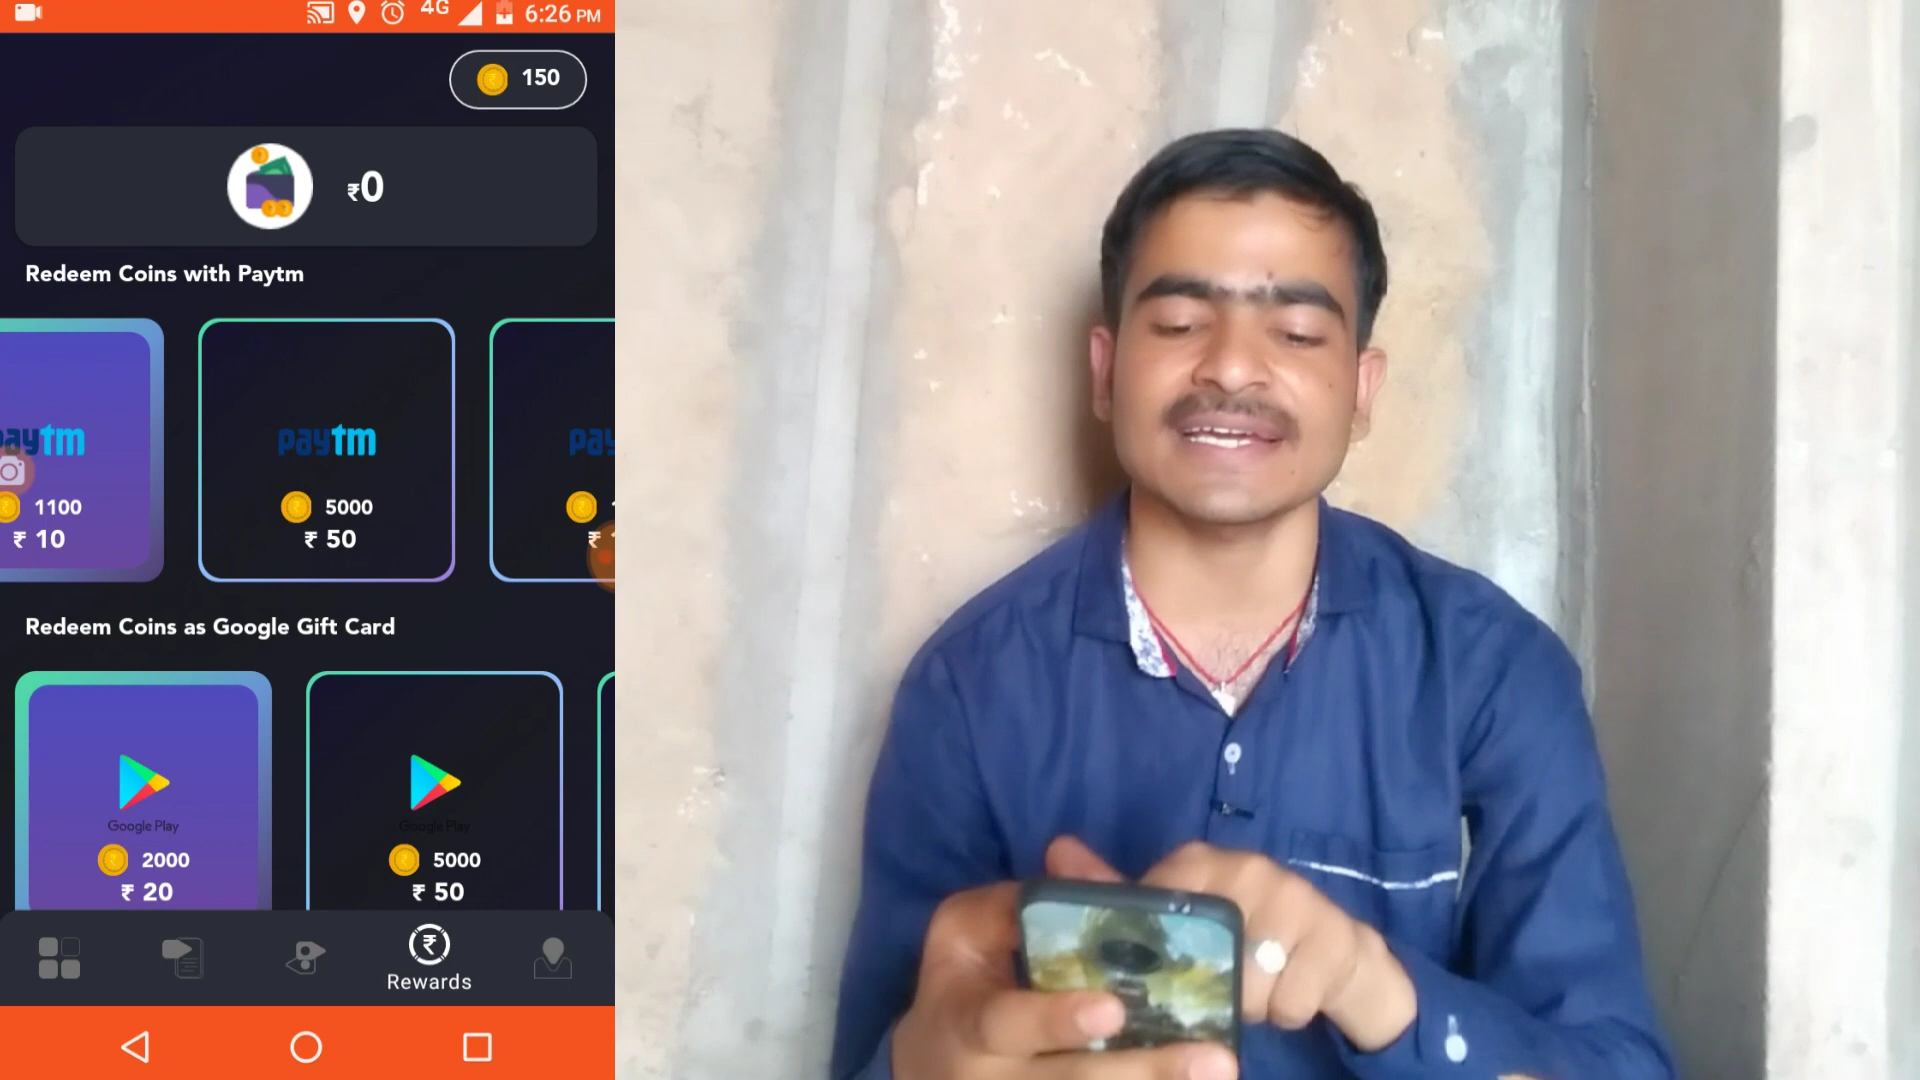 4G 6:26 PM
150
₹0
Redeem Coins with Paytm
paytm
1100
₹ 10
paytm
5000
₹ 50
pay
₹
Redeem Coins as Google Gift Card
Google Play
2000
₹ 20
Google Play
5000
₹ 50
Rewards